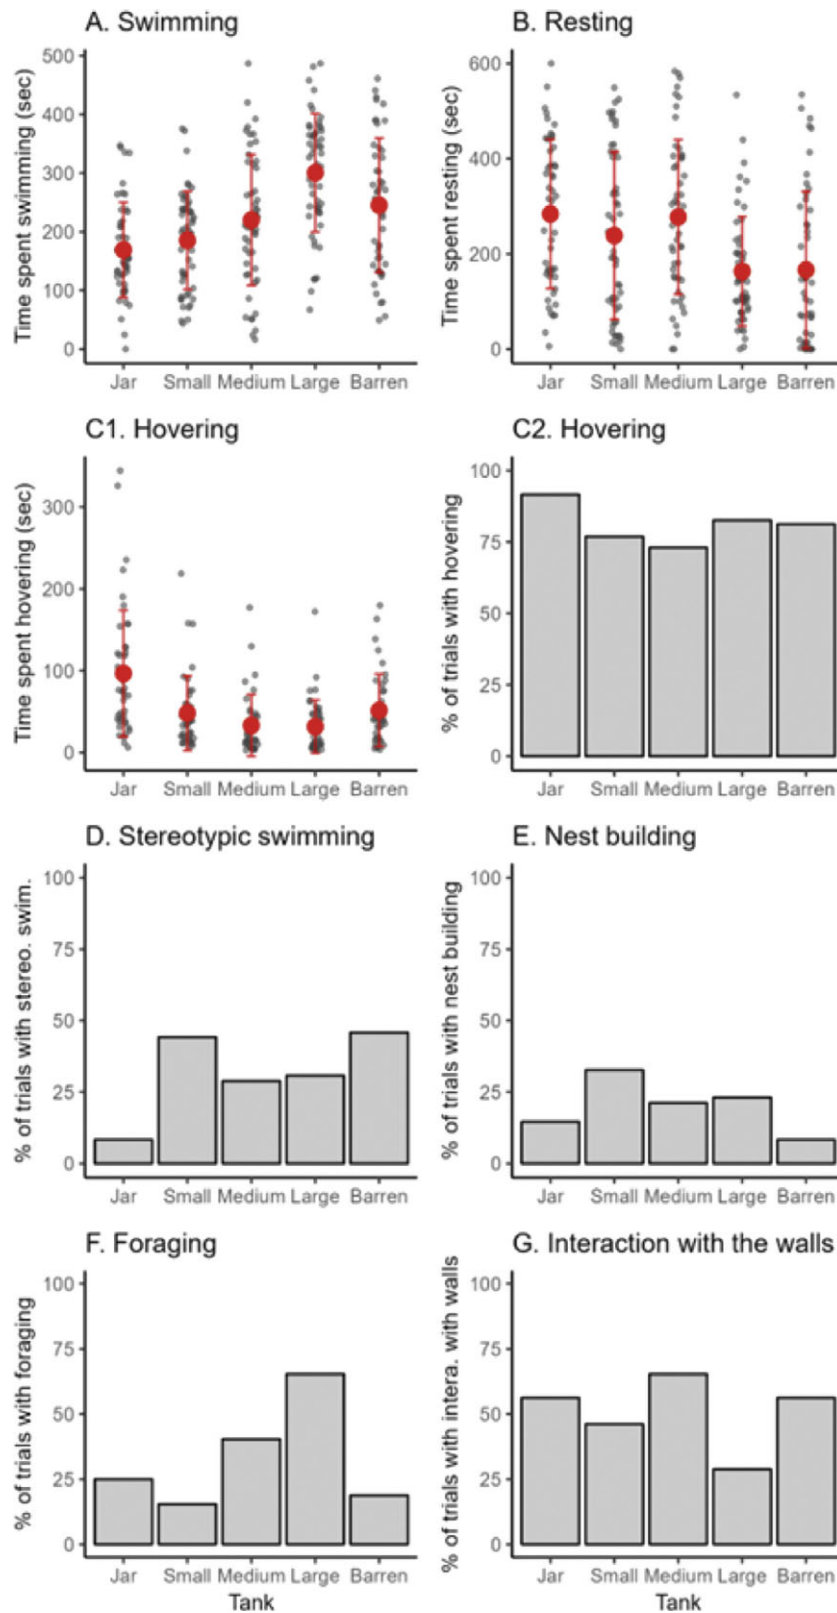 A. Swimming
Time spent swimming (sec)
500
400
300
200
100
0
Jar Small Medium Large Barren
B. Resting
Time spent resting (sec)
600
400
200
0
Jar Small Medium Large Barren
C1. Hovering
Time spent hovering (sec)
300
200
100
0
Jar Small Medium Large Barren
C2. Hovering
% of trials with hovering
100
75
50
25
0
Jar Small Medium Large Barren
D. Stereotypic swimming
% of trials with stereo. swim.
100
75
50
25
0
Jar Small Medium Large Barren
E. Nest building
% of trials with nest building
100
75
50
25
0
Jar Small Medium Large Barren
F. Foraging
% of trials with foraging
100
75
50
25
0
Jar Small Medium Large Barren
Tank
G. Interaction with the walls
% of trials with intera. with walls
100
75
50
25
0
Jar Small Medium Large Barren
Tank